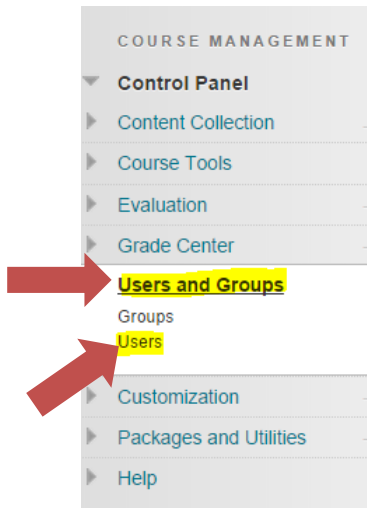 COURSE MANAGEMENT
Control Panel
Content Collection
Course Tools
Evaluation
Grade Center
Users and Groups
Groups
Users
Customization
Packages and Utilities
Help